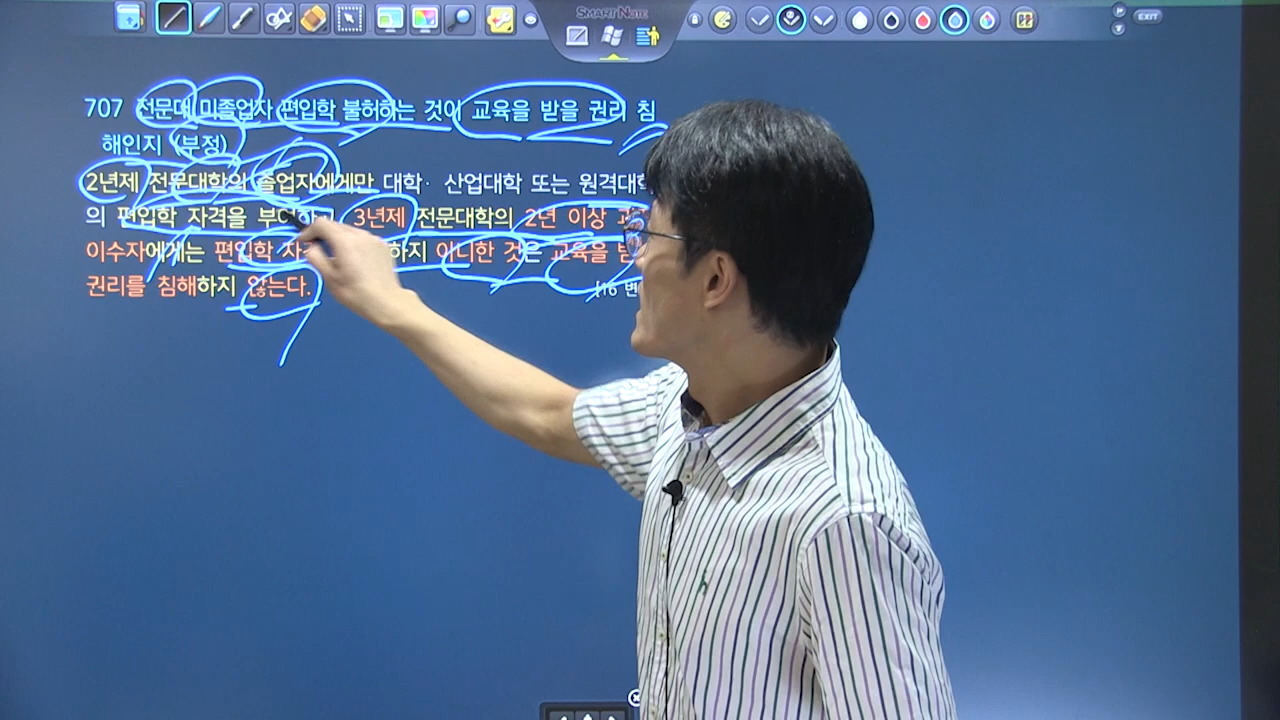 SMART NOTE
EXIT
707 전문대 미졸업자 편입학 불허하는 것이 교육을 받을 권리 침
해인지 (부정)
2년제 전문대학의 졸업자에게만 대학· 산업대학 또는 원격대학
의 편입학 자격을 부여하고 3년제 전문대학의 2년 이상
이수자에게는 편입학 하지 아니한 것은 교육을
권리를 침해하지 않는다. [16 변